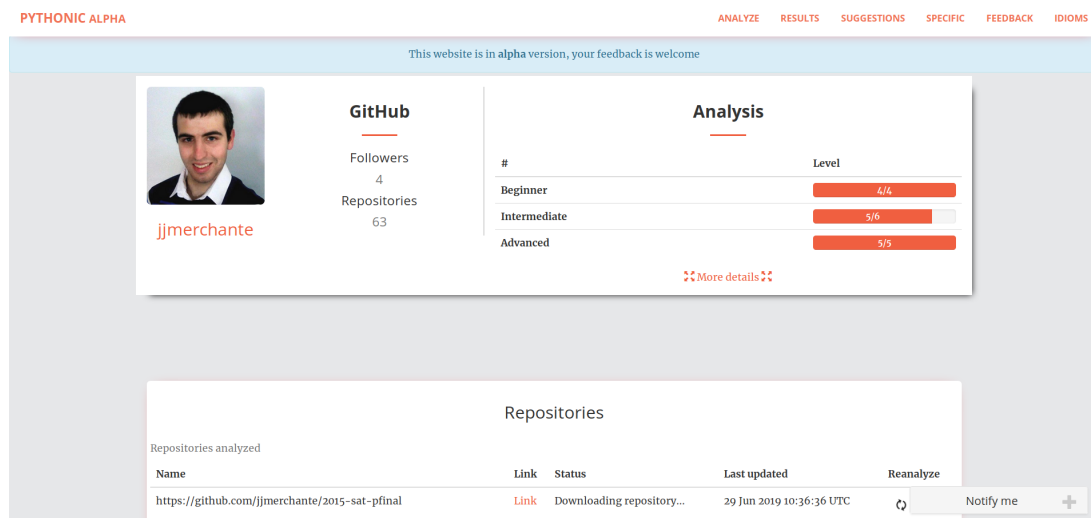 PYTHONIC ALPHA
ANALYZE RESULTS SUGGESTIONS SPECIFIC FEEDBACK IDIOMS
This website is in alpha version, your feedback is welcome
jjmerchante
GitHub
Followers
4
Repositories
63
Analysis
# Level
Beginner 4/4
Intermediate 5/6
Advanced 5/5
More details
Repositories
Repositories analyzed
Name Link Status Last updated Reanalyze
https://github.com/jjmerchante/2015-sat-pfinal Link Downloading repository... 29 Jun 2019 10:36:36 UTC
Notify me